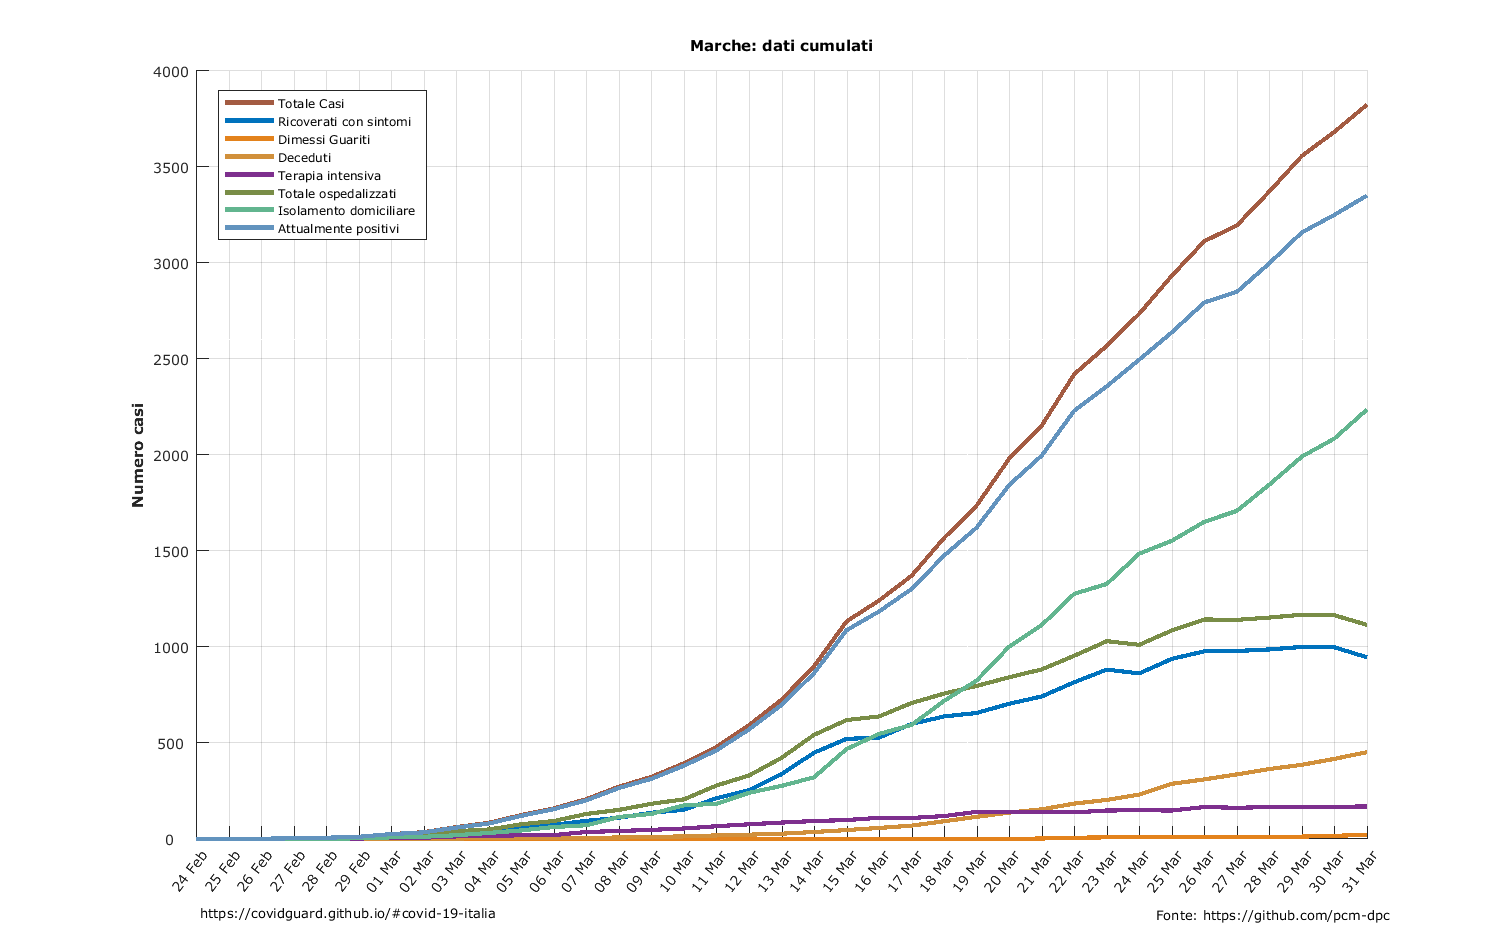 Marche: dati cumulati
4000
3500
3000
2500
2000
1500
1000
500
0
Numero casi
Totale Casi
Ricoverati con sintomi
Dimessi Guariti
Deceduti
Terapia intensiva
Totale ospedalizzati
Isolamento domiciliare
Attualmente positivi
24 Feb
25 Feb
26 Feb
27 Feb
28 Feb
29 Feb
01 Mar
02 Mar
03 Mar
04 Mar
05 Mar
06 Mar
07 Mar
08 Mar
09 Mar
10 Mar
11 Mar
12 Mar
13 Mar
14 Mar
15 Mar
16 Mar
17 Mar
18 Mar
19 Mar
20 Mar
21 Mar
22 Mar
23 Mar
24 Mar
25 Mar
26 Mar
27 Mar
28 Mar
29 Mar
30 Mar
31 Mar
https://covidguard.github.io/#covid-19-italia
Fonte: https://github.com/pcm-dpc